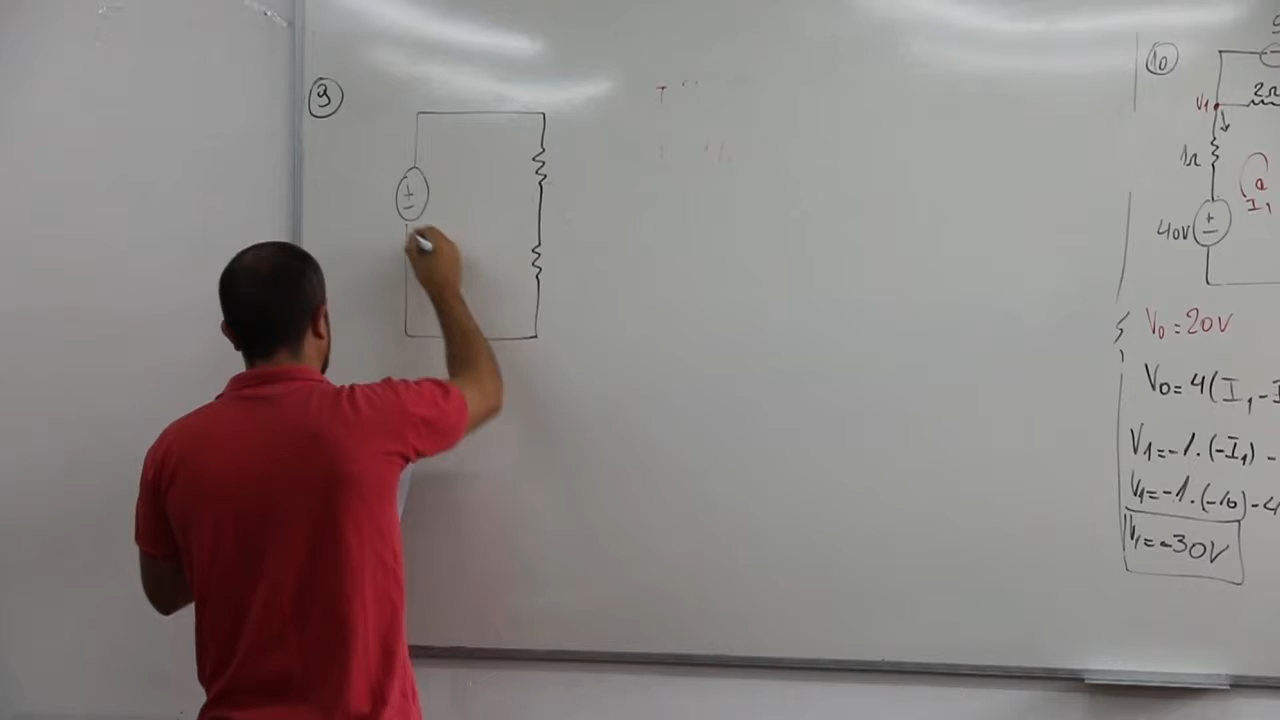 9
+
-
10
2Ω
V1
1Ω
a
I1
40V
+
-
V0=20V
V0=4(I1-I
V1=-1.(-I1)-
V1=-1.(-10)-4
V1=-30V